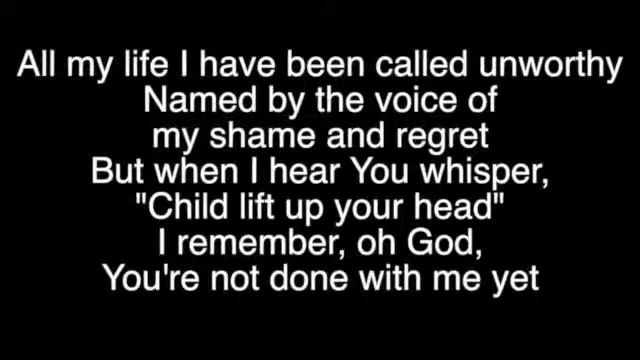 All my life I have been called unworthy
Named by the voice of
my shame and regret
But when I hear You whisper,
"Child lift up your head"
I remember, oh God,
You're not done with me yet